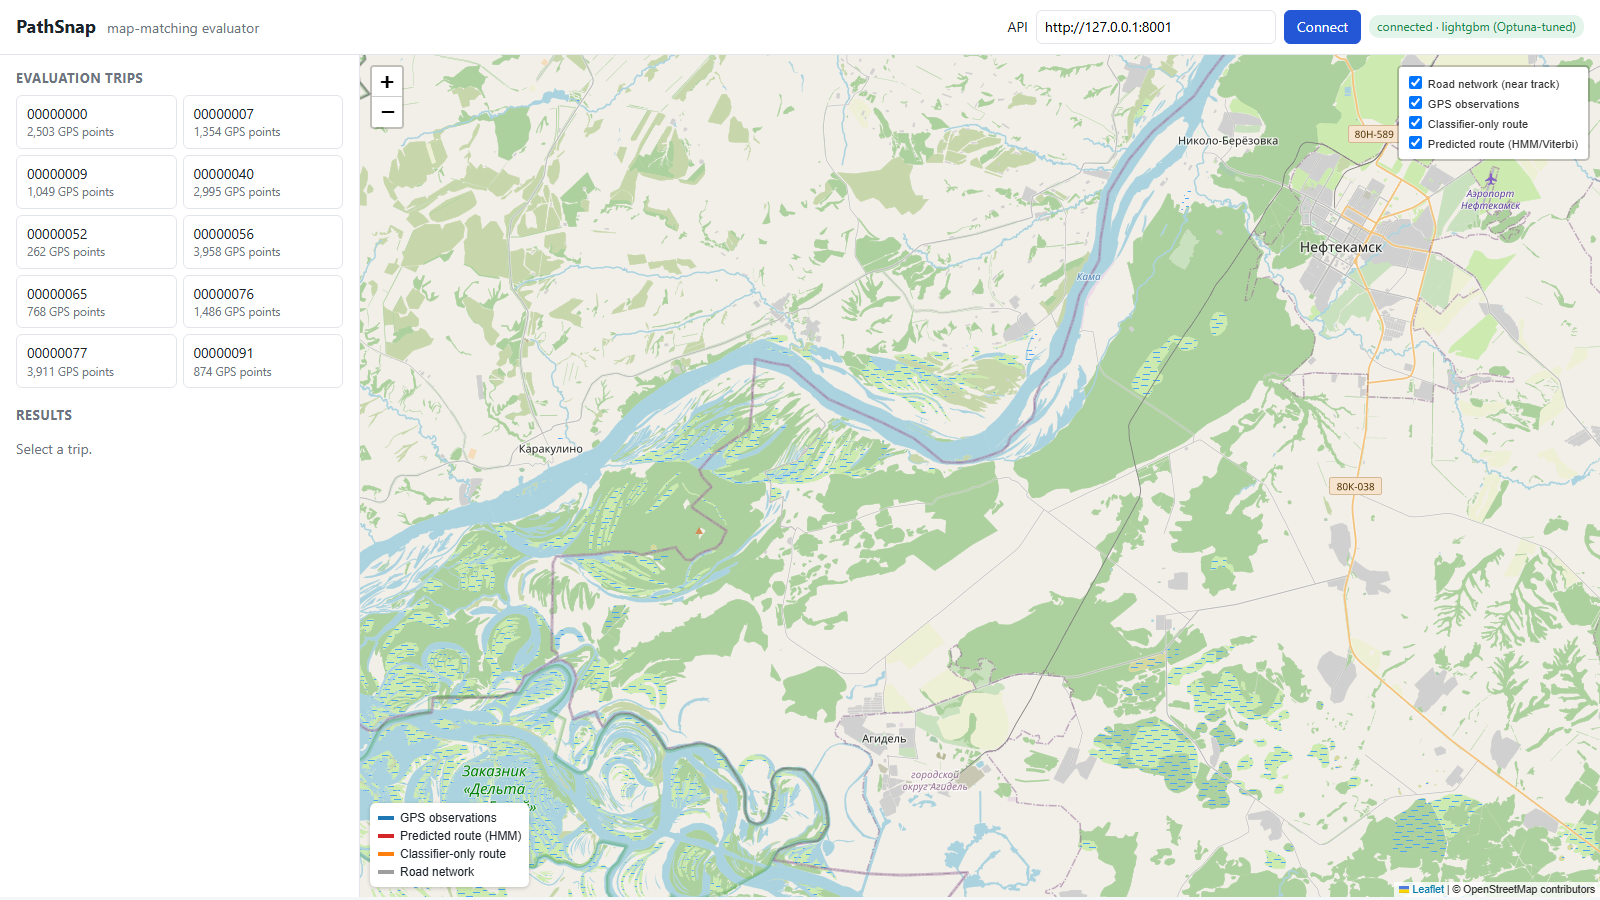 PathSnap map-matching evaluator
API http://127.0.0.1:8001 Connect connected · lightgbm (Optuna-tuned)
EVALUATION TRIPS
00000000
2,503 GPS points
00000007
1,354 GPS points
00000009
1,049 GPS points
00000040
2,995 GPS points
00000052
262 GPS points
00000056
3,958 GPS points
00000065
768 GPS points
00000076
1,486 GPS points
00000077
3,911 GPS points
00000091
874 GPS points
RESULTS
Select a trip.
+
−
Road network (near track)
GPS observations
Classifier-only route
Predicted route (HMM/Viterbi)
80Н-589
Николо-Берёзовка
Аэропорт
Нефтекамск
Нефтекамск
Кама
Каракулино
80К-038
Агидель
городской
округ Агидель
Заказник
«Дельта
GPS observations
Predicted route (HMM)
Classifier-only route
Road network
Leaflet | © OpenStreetMap contributors